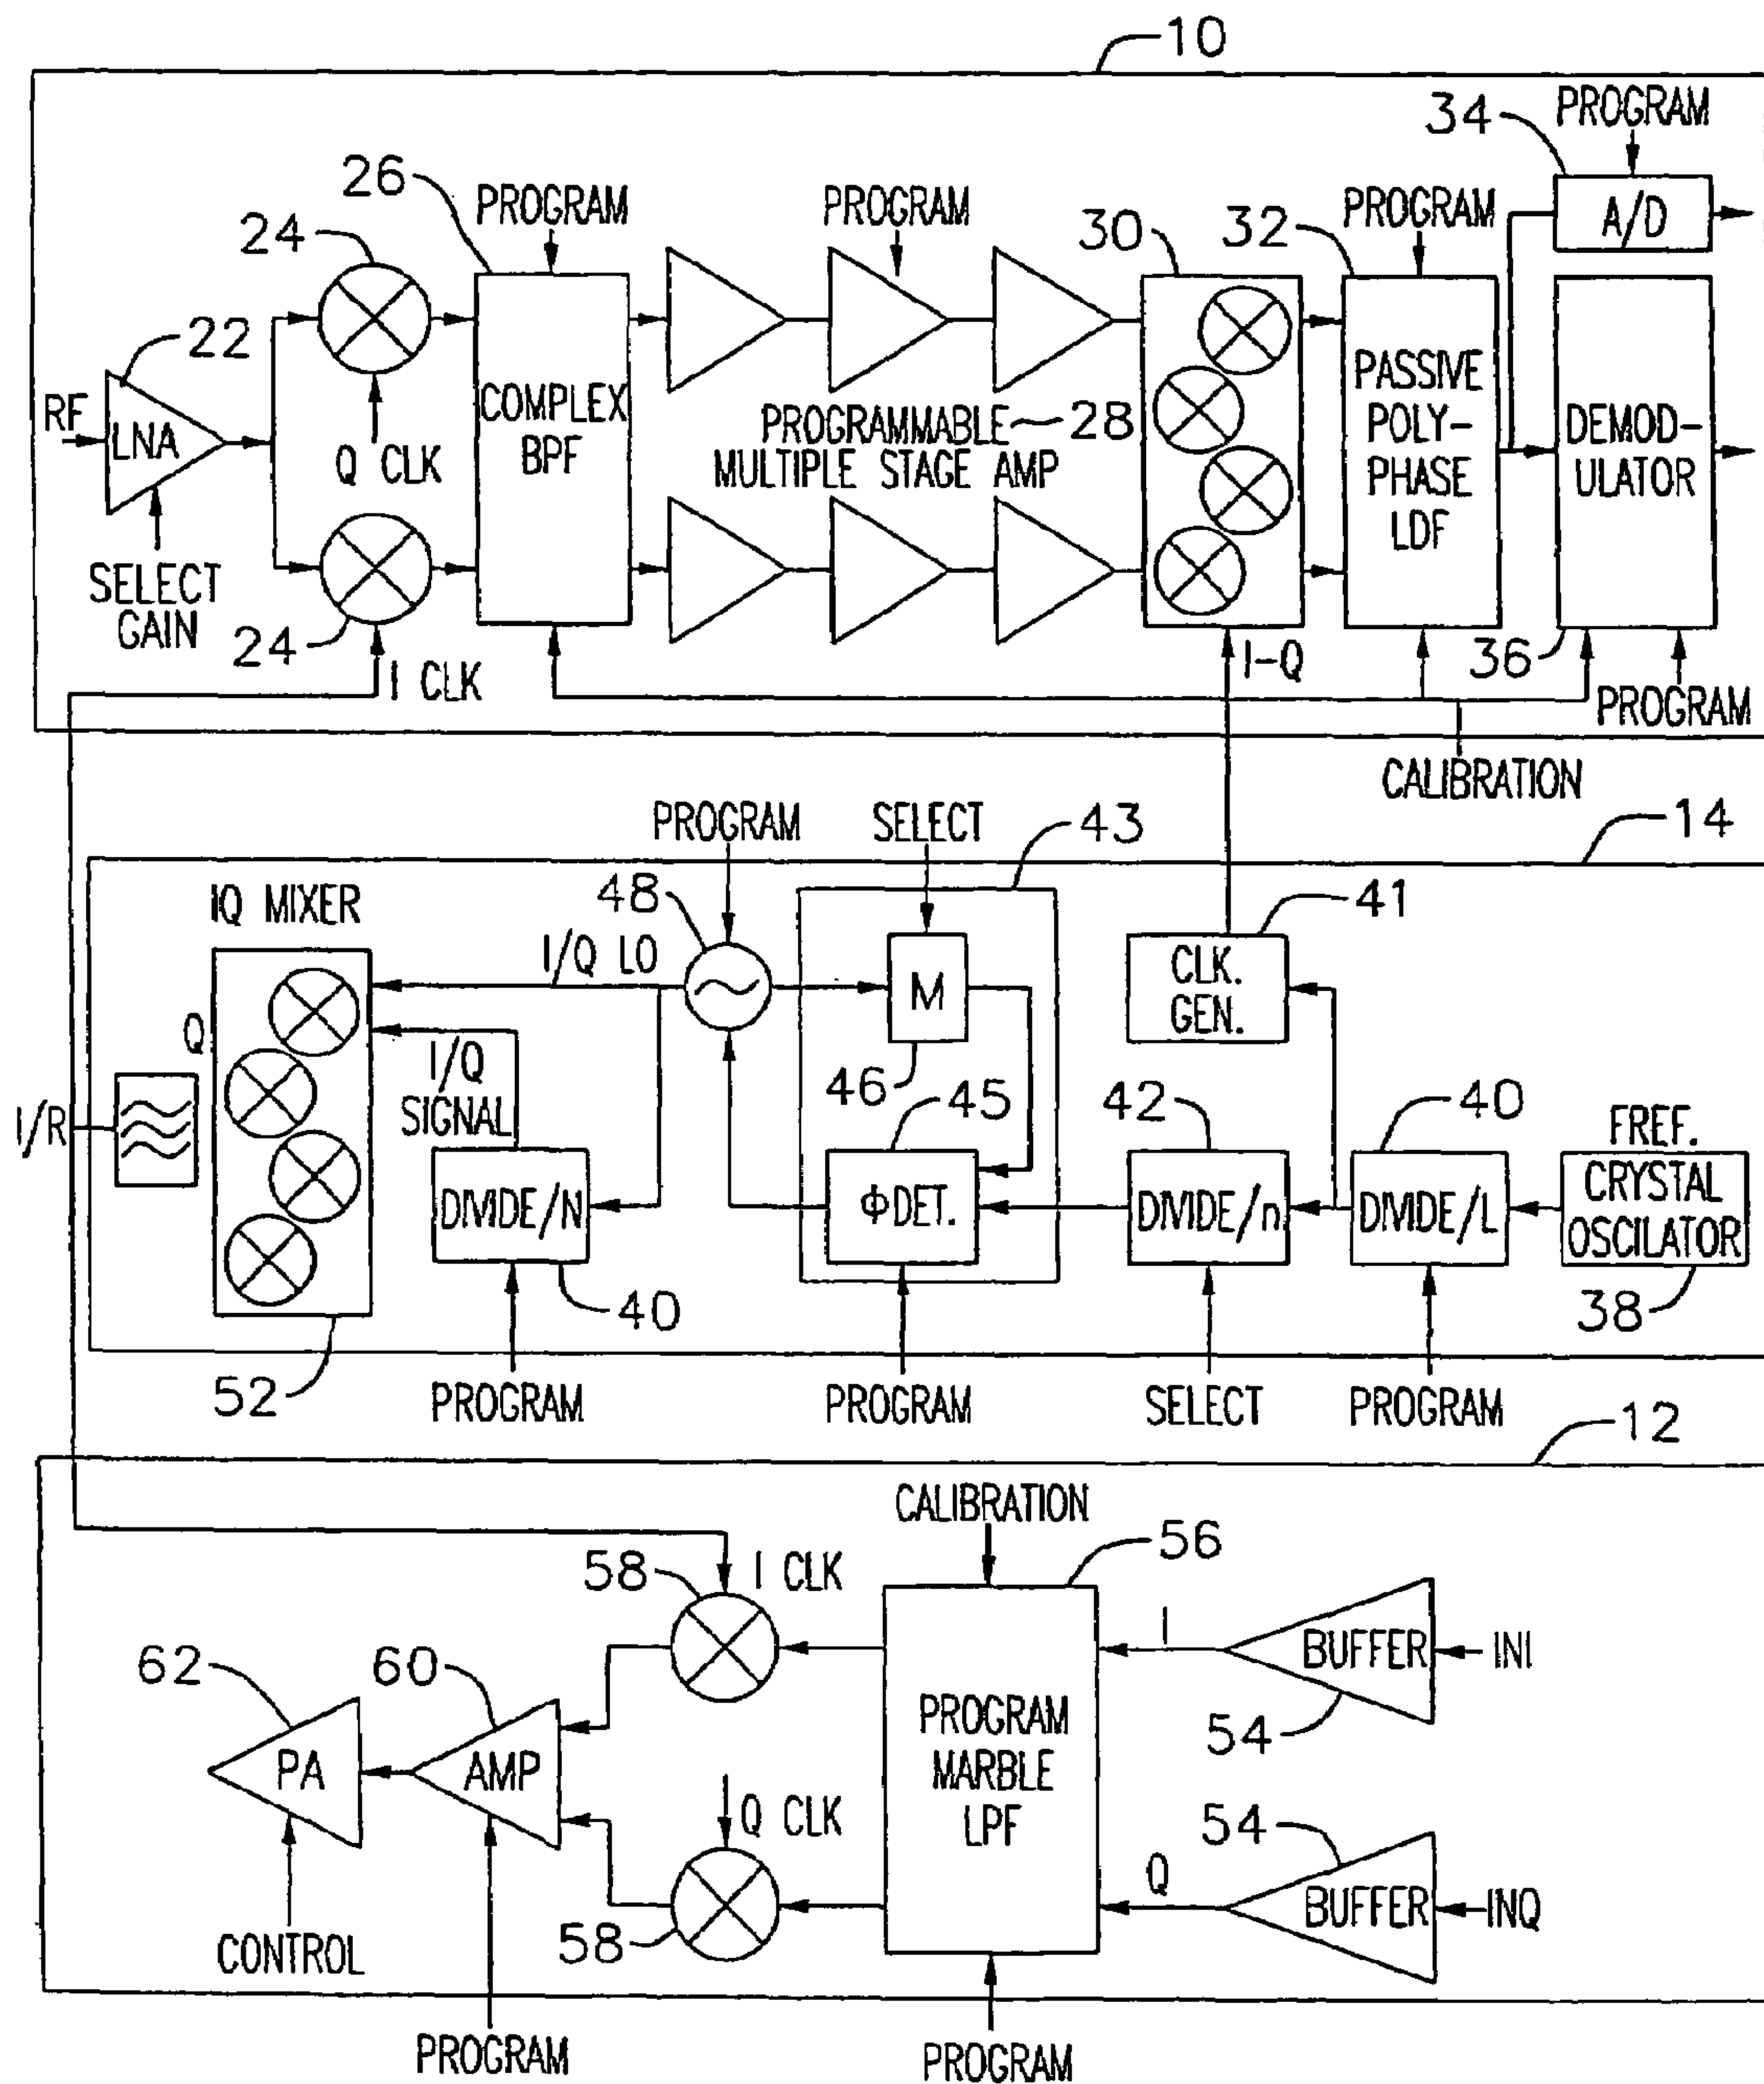 10
34
PROGRAM
26
PROGRAM
PROGRAM
24
30
32
PROGRAM
A/D
22
RF
LNA
Q CLK
COMPLEX
BPF
PROGRAMMABLE
28
MULTIPLE STAGE AMP
PASSIVE
POLY-
PHASE
LDF
DEMOD-
ULATOR
SELECT
GAIN
24
I CLK
I-Q
36
PROGRAM
CALIBRATION
PROGRAM
SELECT
43
14
IQ MIXER
48
41
I/Q LO
M
CLK.
GEN.
Q
I/Q
SIGNAL
46
45
42
40
I/R
FREF.
DIVIDE/N
ΦDET.
DIVIDE/n
DIVIDE/L
CRYSTAL
OSCILATOR
40
38
52
PROGRAM
PROGRAM
SELECT
PROGRAM
12
CALIBRATION
58
I CLK
56
62
60
I
BUFFER
INI
54
PA
AMP
PROGRAM
MARBLE
LPF
Q CLK
54
Q
BUFFER
INQ
58
CONTROL
PROGRAM
PROGRAM